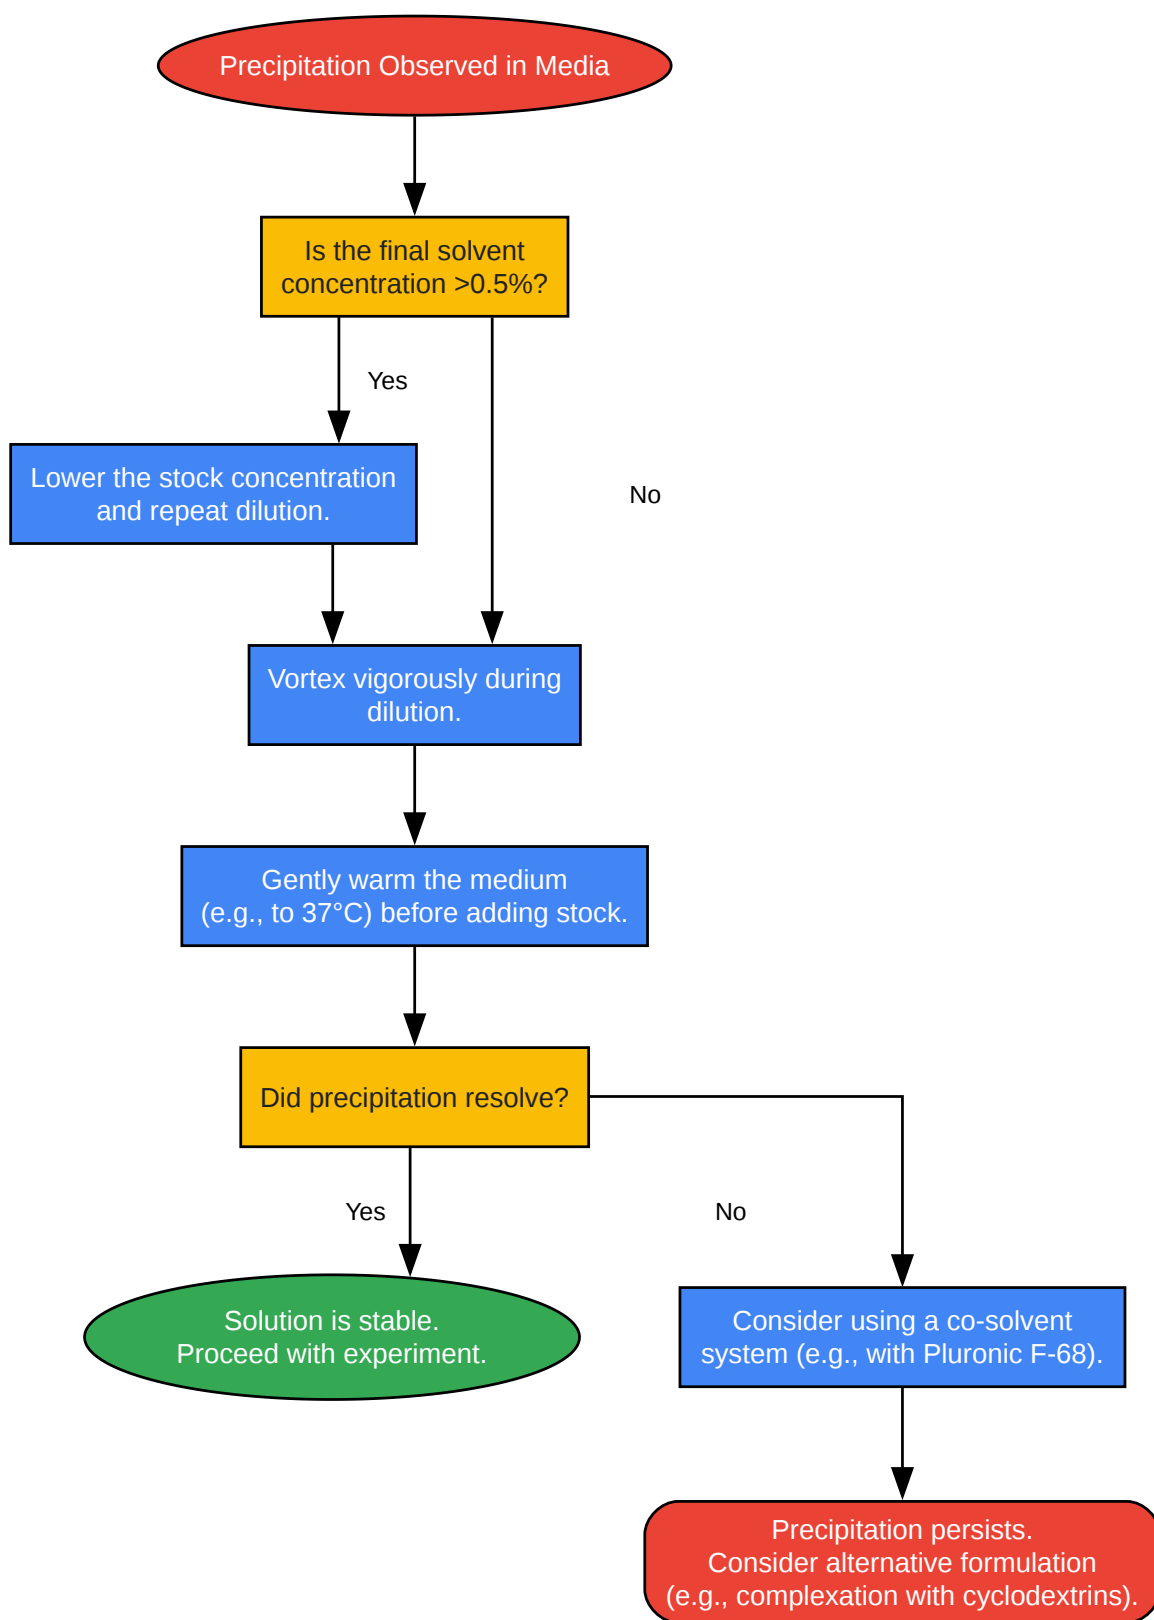 Precipitation Observed in Media
Is the final solvent
concentration >0.5%?
Yes
Lower the stock concentration
and repeat dilution.
No
Vortex vigorously during
dilution.
Gently warm the medium
(e.g., to 37°C) before adding stock.
Did precipitation resolve?
Yes
No
Solution is stable.
Proceed with experiment.
Consider using a co-solvent
system (e.g., with Pluronic F-68).
Precipitation persists.
Consider alternative formulation
(e.g., complexation with cyclodextrins).